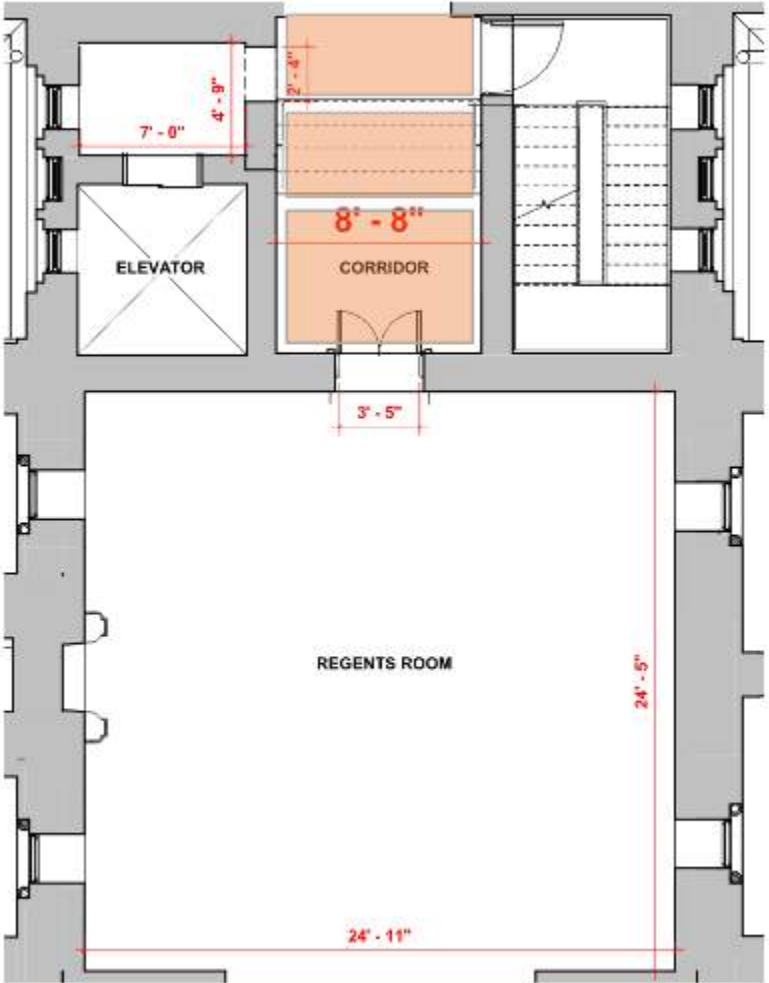 2' - 4"
4' - 9"
7' - 0"
8' - 8"
ELEVATOR
CORRIDOR
3' - 5"
REGENTS ROOM
24' - 5"
24' - 11"